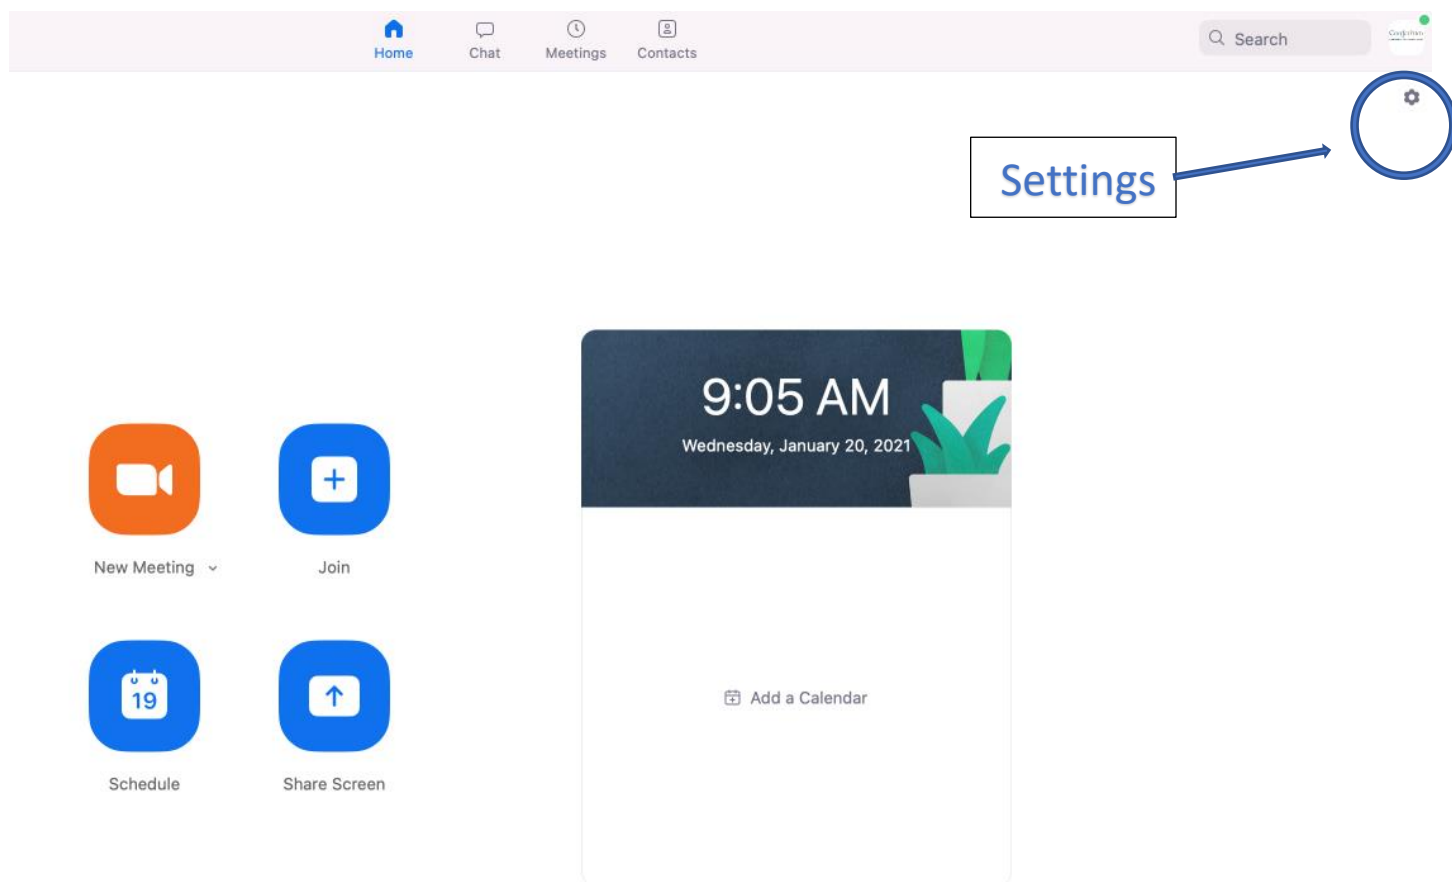 Home
Chat
Meetings
Contacts
Search
Settings
9:05 AM
Wednesday, January 20, 2021
New Meeting
Join
19
Add a Calendar
Schedule
Share Screen